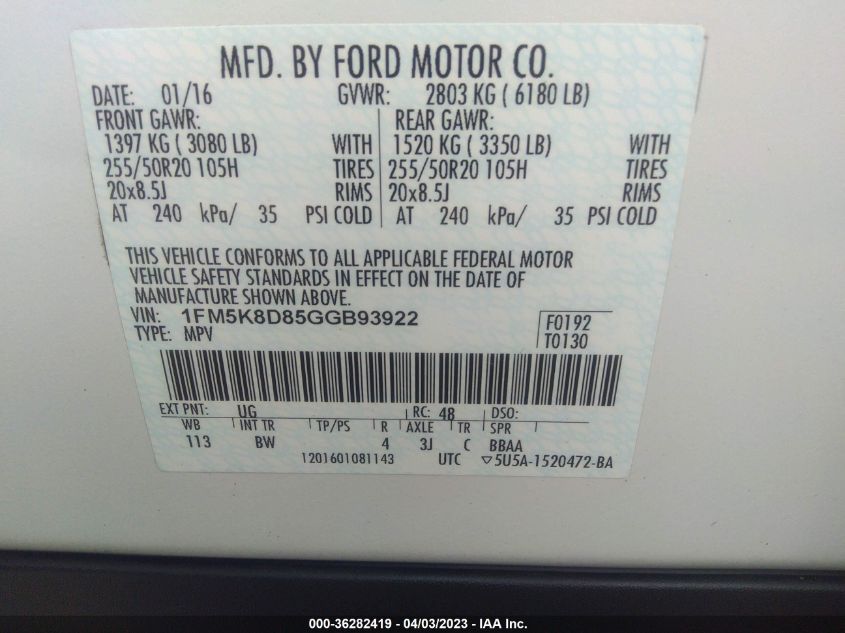 MFD. BY FORD MOTOR CO.
DATE: 01/16 GVWR: 2803 KG ( 6180 LB)
FRONT GAWR: REAR GAWR:
1397 KG ( 3080 LB) WITH 1520 KG ( 3350 LB) WITH
255/50R20 105H TIRES 255/50R20 105H TIRES
20x8.5J RIMS 20x8.5J RIMS
AT 240 kPa/ 35 PSI COLD AT 240 kPa/ 35 PSI COLD
THIS VEHICLE CONFORMS TO ALL APPLICABLE FEDERAL MOTOR
VEHICLE SAFETY STANDARDS IN EFFECT ON THE DATE OF
MANUFACTURE SHOWN ABOVE.
VIN: 1FM5K8D85GGB93922 F0192
TYPE: MPV T0130
EXT PNT: UG RC: 48 DSO:
WB INT TR TP/PS R AXLE TR SPR
113 BW 4 3J C BBAA
1201601081143 UTC ▽5U5A-1520472-BA
000-36282419 - 04/03/2023 - IAA Inc.